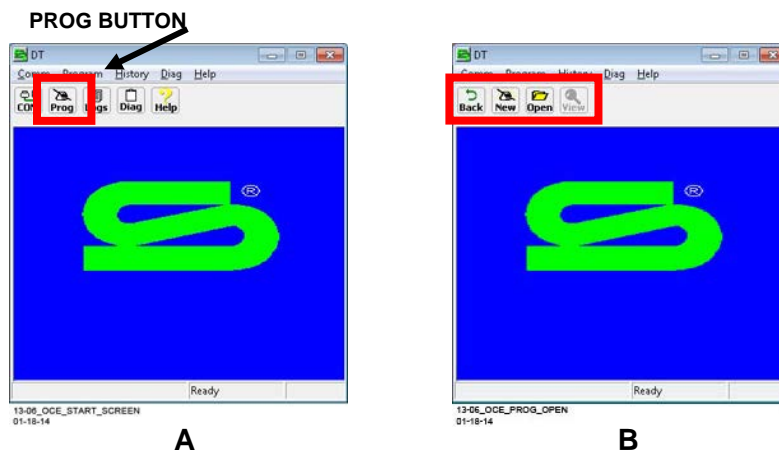 PROG BUTTON
DT
Comm Program History Diag Help
Prog Logs Diag Help
®
Ready
13-06_OCE_START_SCREEN
01-18-14
A
DT
Comm Program History Diag Help
Back New Open View
®
Ready
13-06_OCE_PROG_OPEN
01-18-14
B